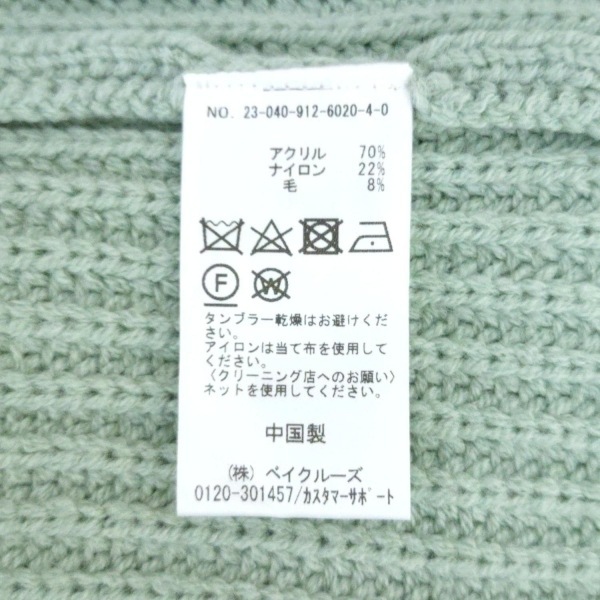 NO. 23-040-912-6020-4-0
アクリル 70%
ナイロン 22%
毛 8%
F W
タンブラー乾燥はお避けくだ
さい。
アイロンは当て布を使用して
ください。
〈クリーニング店へのお願い〉
ネットを使用してください。
中国製
(株) ベイクルーズ
0120-301457/カスタマーサポート